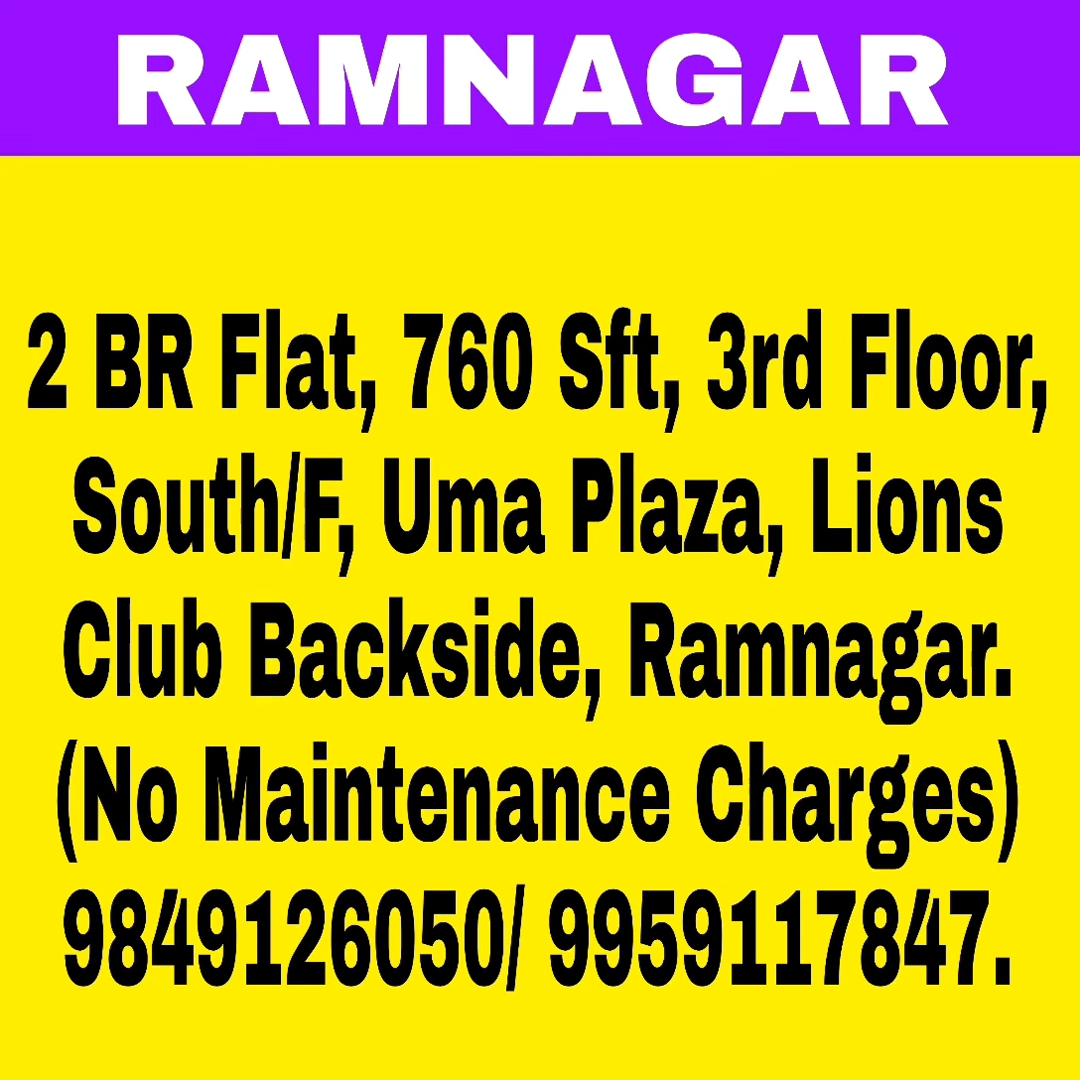 RAMNAGAR
2 BR Flat, 760 Sft, 3rd Floor,
South/F, Uma Plaza, Lions
Club Backside, Ramnagar.
(No Maintenance Charges)
9849126050/ 9959117847.